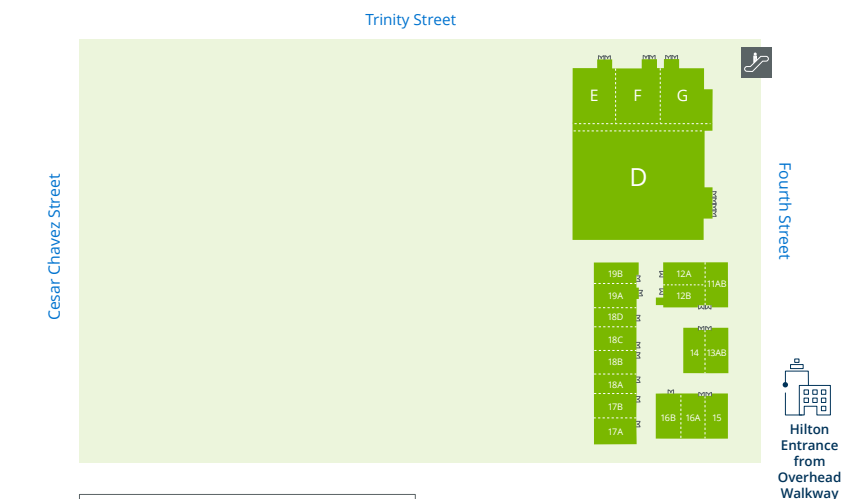 Trinity Street
E
F
G
D
Cesar Chavez Street
Fourth Street
19B
19A
18D
18C
18B
18A
17B
17A
12A
11AB
12B
14
13AB
16B
16A
15
Hilton
Entrance
from
Overhead
Walkway